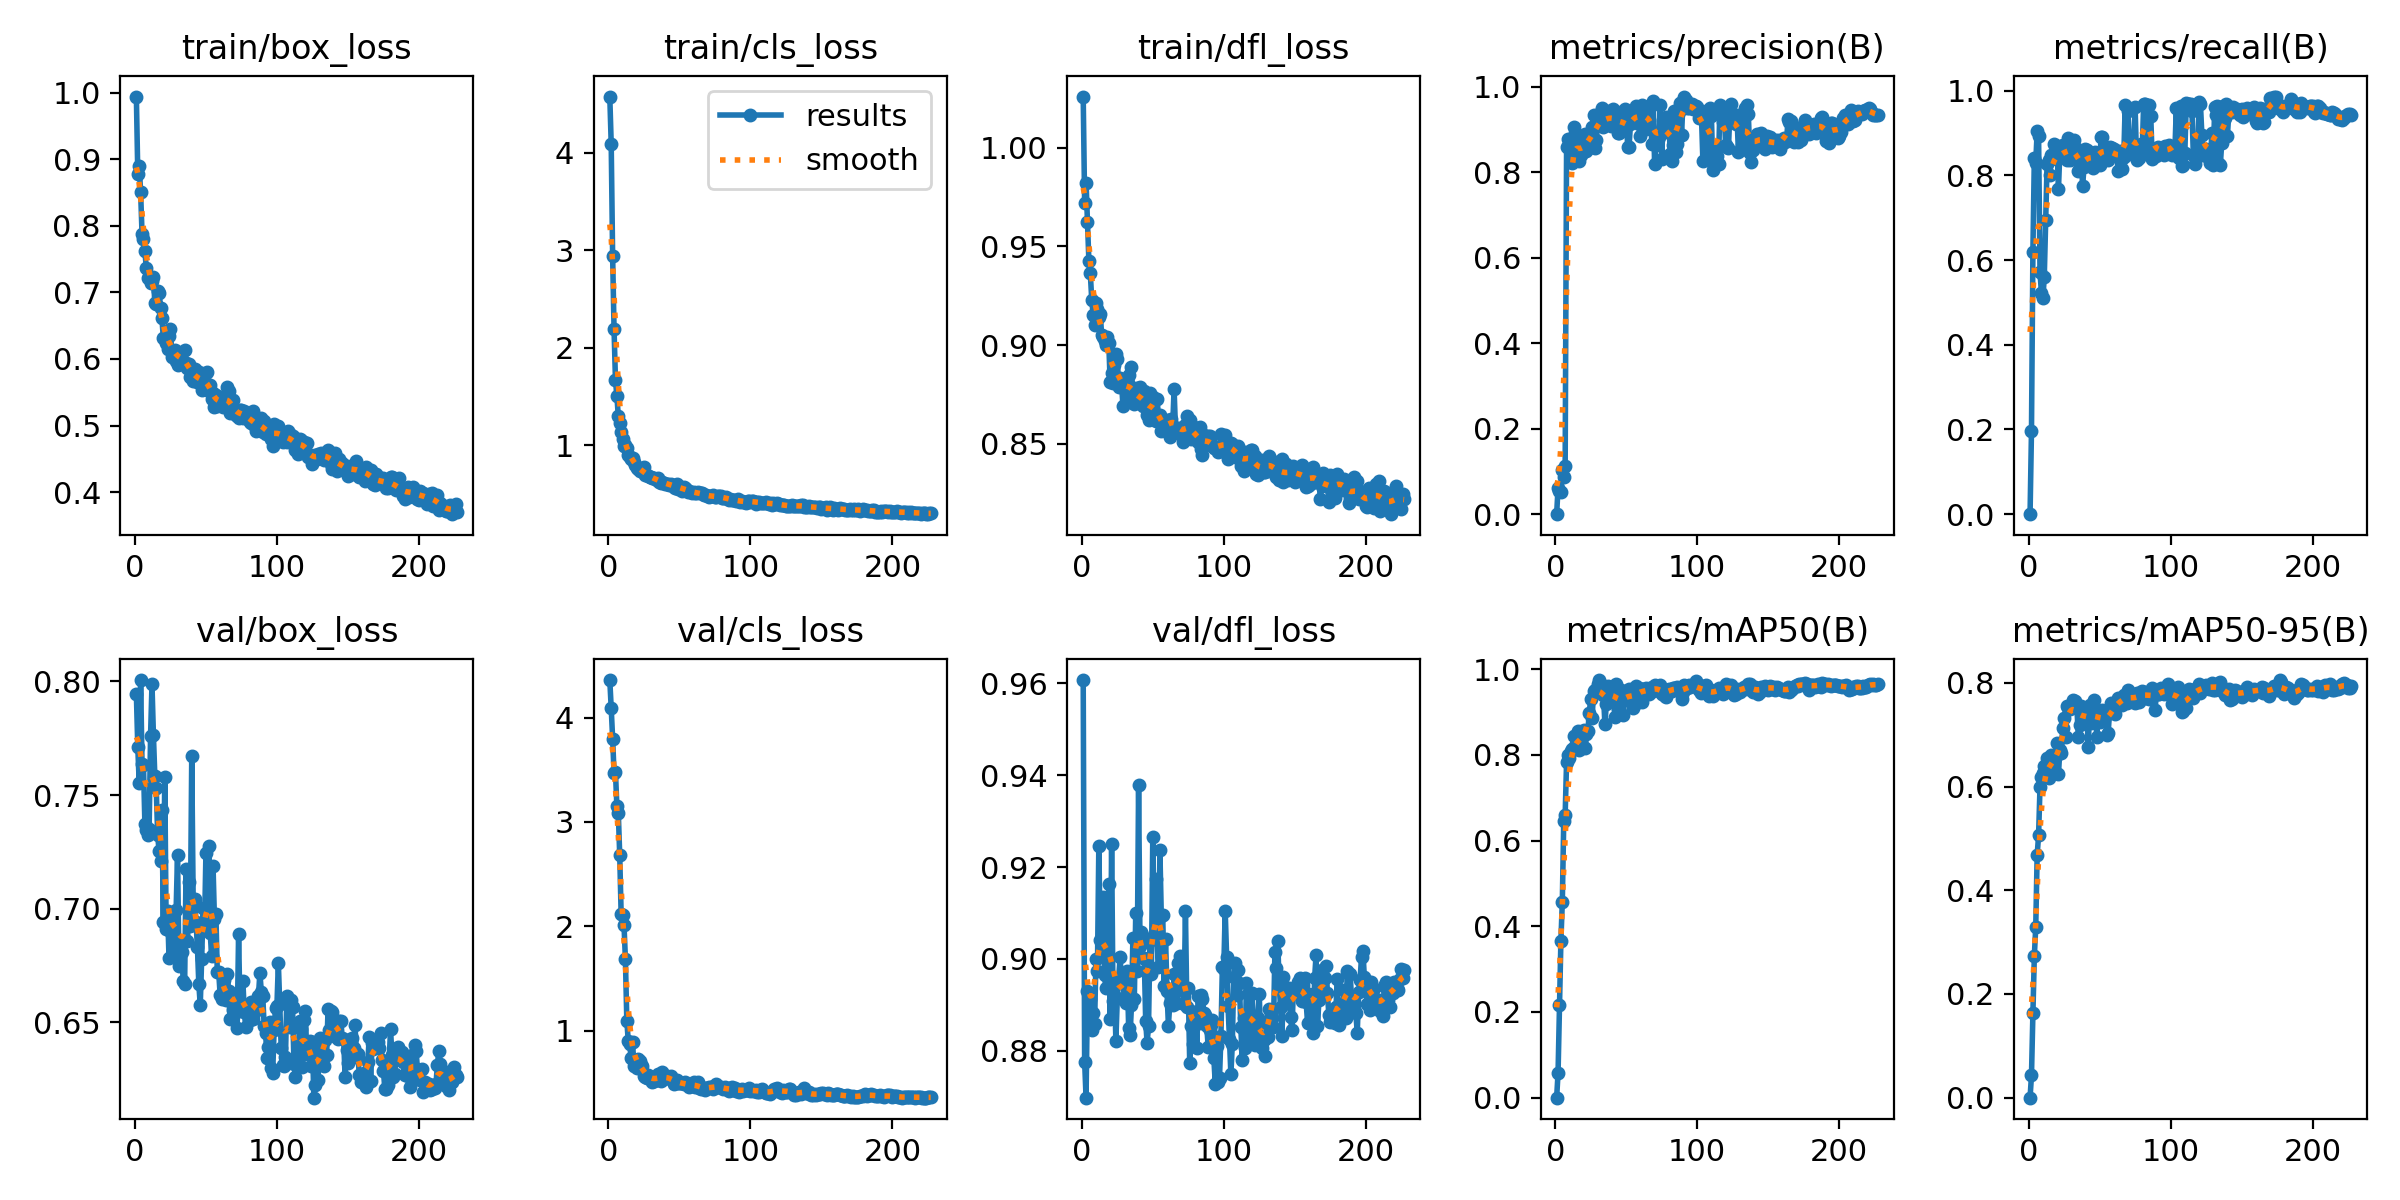 train/box_loss
1.0
0.9
0.8
0.7
0.6
0.5
0.4
0 100 200
train/cls_loss
results
smooth
4
3
2
1
0 100 200
train/dfl_loss
1.00
0.95
0.90
0.85
0 100 200
metrics/precision(B)
1.0
0.8
0.6
0.4
0.2
0.0
0 100 200
metrics/recall(B)
1.0
0.8
0.6
0.4
0.2
0.0
0 100 200
val/box_loss
0.80
0.75
0.70
0.65
0 100 200
val/cls_loss
4
3
2
1
0 100 200
val/dfl_loss
0.96
0.94
0.92
0.90
0.88
0 100 200
metrics/mAP50(B)
1.0
0.8
0.6
0.4
0.2
0.0
0 100 200
metrics/mAP50-95(B)
0.8
0.6
0.4
0.2
0.0
0 100 200